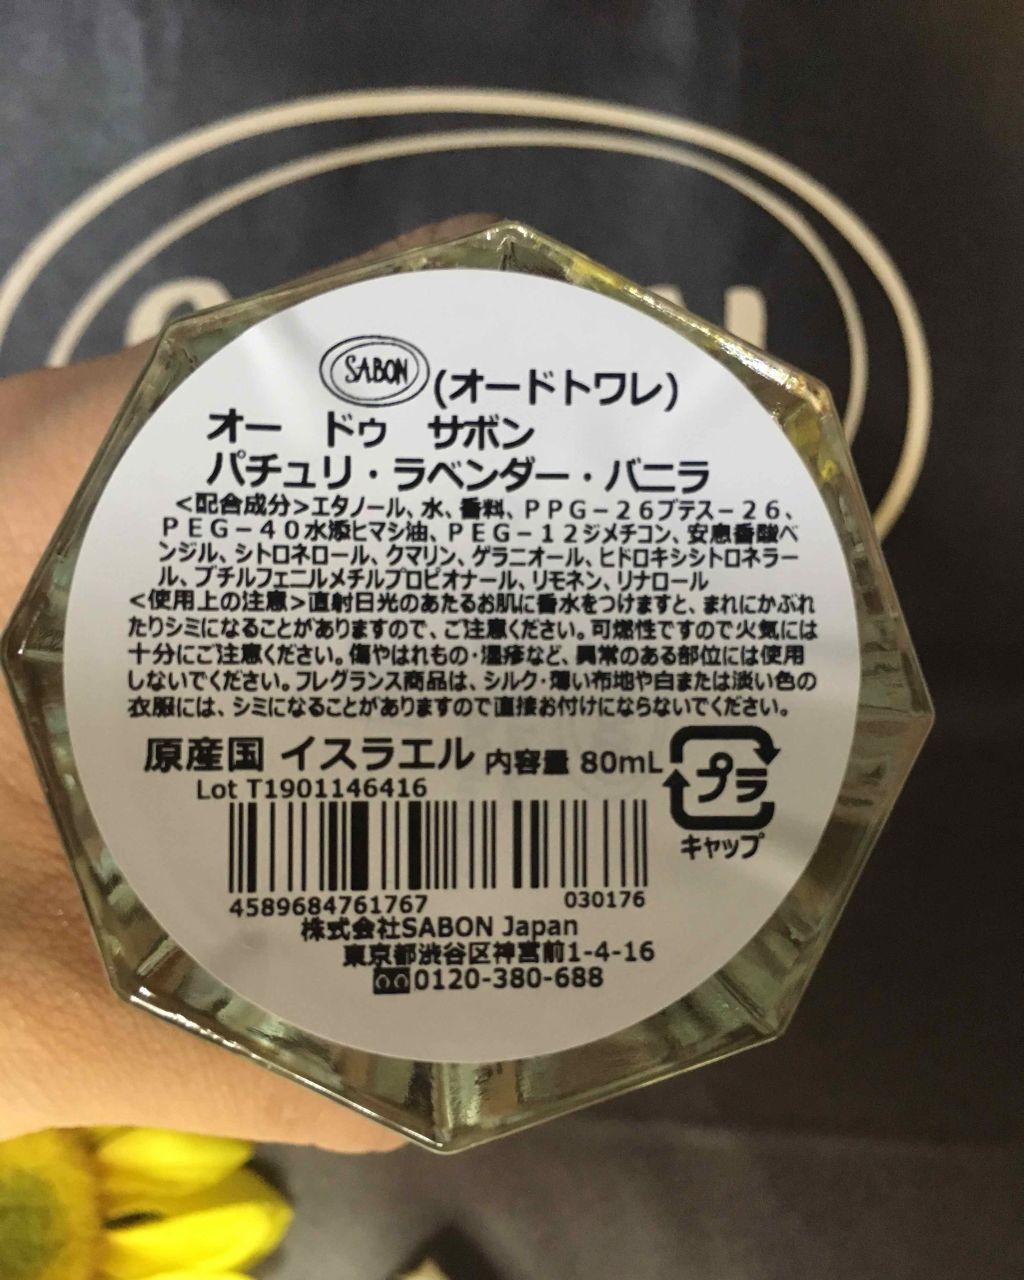 SABON (オードトワレ)
オー ドゥ サボン
パチュリ・ラベンダー・バニラ
<配合成分>エタノール、水、香料、PPG-26ブテス-26、
PEG-40水添ヒマシ油、PEG-12ジメチコン、安息香酸ベ
ンジル、シトロネロール、クマリン、ゲラニオール、ヒドロキシシトロネラー
ル、ブチルフェニルメチルプロピオナール、リモネン、リナロール
<使用上の注意>直射日光のあたるお肌に香水をつけますと、まれにかぶれ
たりシミになることがありますので、ご注意ください。可燃性ですので火気には
十分にご注意ください。傷やはれもの・湿疹など、異常のある部位には使用
しないでください。フレグランス商品は、シルク・薄い布地や白または淡い色の
衣服には、シミになることがありますので直接お付けにならないでください。
原産国 イスラエル 内容量 80mL
プラ
キャップ
Lot T1901146416
4589684761767 030176
株式会社SABON Japan
東京都渋谷区神宮前1-4-16
0120-380-688